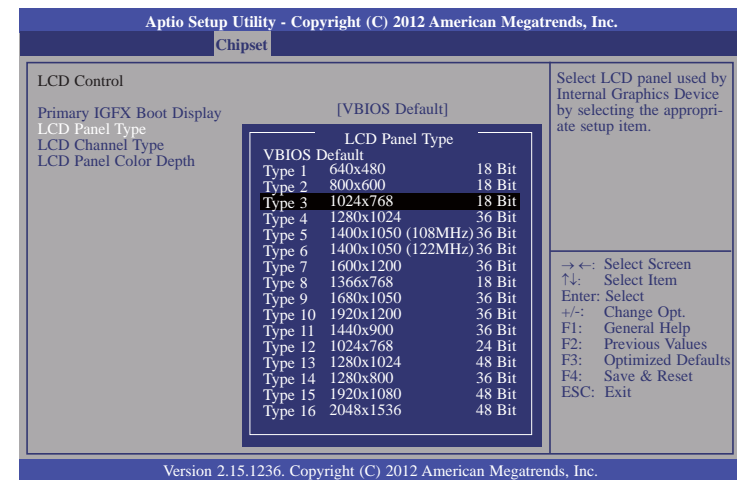 Aptio Setup Utility - Copyright (C) 2012 American Megatrends, Inc.
Chipset
LCD Control
Primary IGFX Boot Display [VBIOS Default]
LCD Panel Type
LCD Channel Type
LCD Panel Color Depth
LCD Panel Type
VBIOS Default
Type 1 640x480 18 Bit
Type 2 800x600 18 Bit
Type 3 1024x768 18 Bit
Type 4 1280x1024 36 Bit
Type 5 1400x1050 (108MHz) 36 Bit
Type 6 1400x1050 (122MHz) 36 Bit
Type 7 1600x1200 36 Bit
Type 8 1366x768 18 Bit
Type 9 1680x1050 36 Bit
Type 10 1920x1200 36 Bit
Type 11 1440x900 36 Bit
Type 12 1024x768 24 Bit
Type 13 1280x1024 48 Bit
Type 14 1280x800 36 Bit
Type 15 1920x1080 48 Bit
Type 16 2048x1536 48 Bit
Select LCD panel used by
Internal Graphics Device
by selecting the appropri-
ate setup item.
→←: Select Screen
↑↓: Select Item
Enter: Select
+/-: Change Opt.
F1: General Help
F2: Previous Values
F3: Optimized Defaults
F4: Save & Reset
ESC: Exit
Version 2.15.1236. Copyright (C) 2012 American Megatrends, Inc.